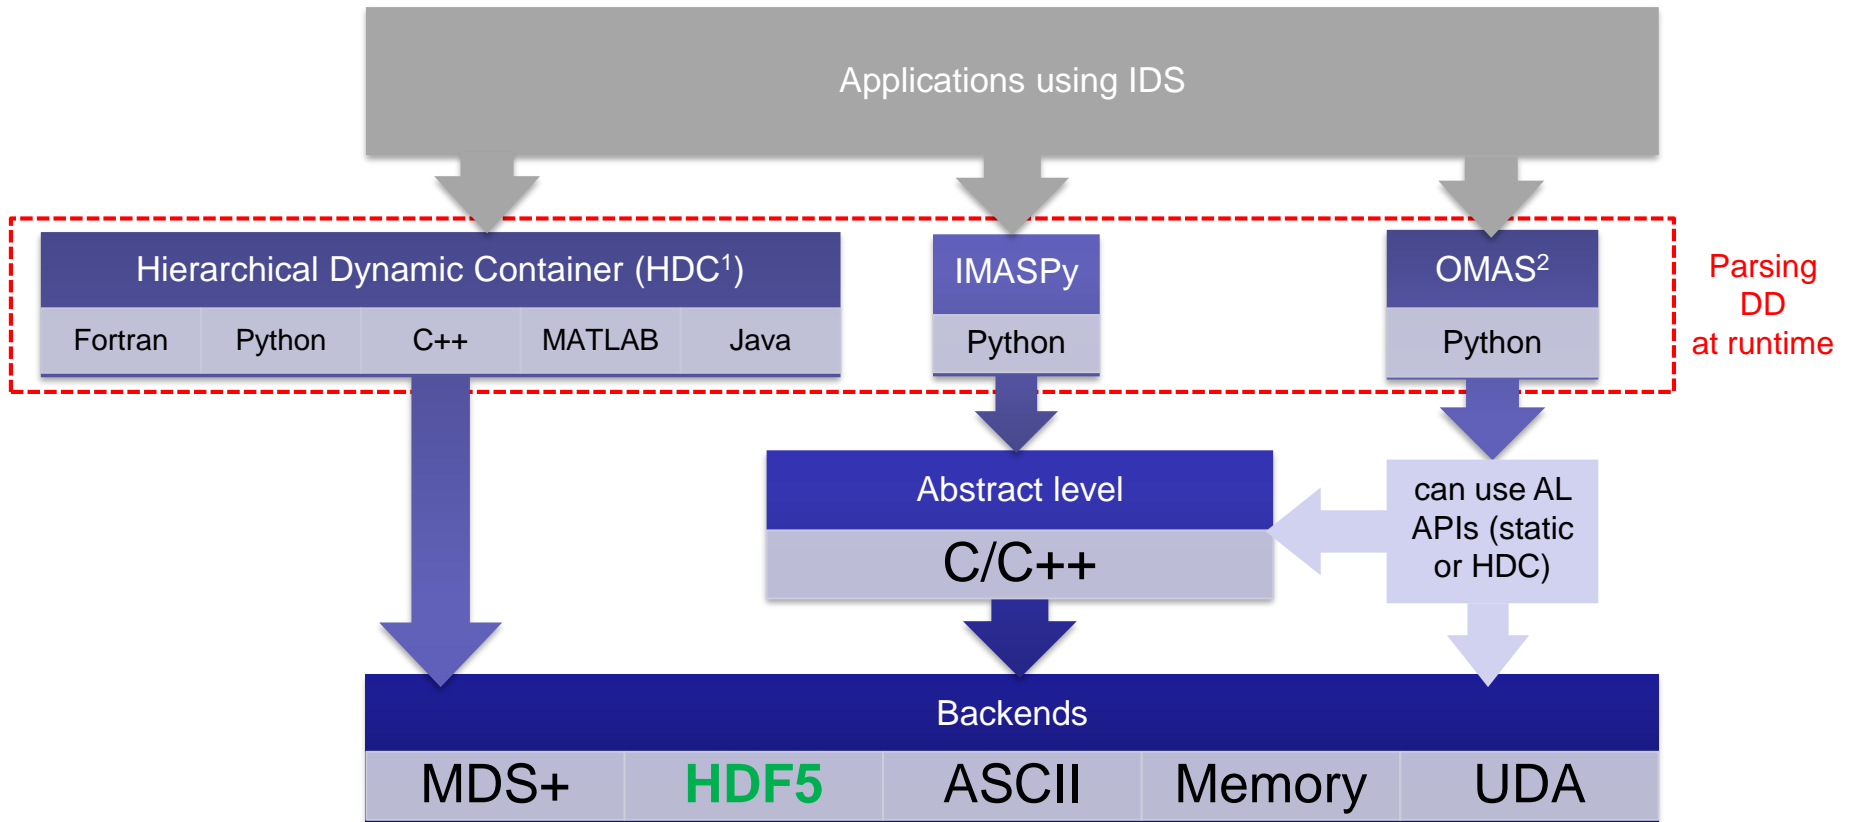 Applications using IDS
Hierarchical Dynamic Container (HDC¹)
IMASPy
OMAS²
Parsing
DD
at runtime
Fortran
Python
C++
MATLAB
Java
Python
Python
Abstract level
C/C++
can use AL
APIs (static
or HDC)
Backends
MDS+
HDF5
ASCII
Memory
UDA